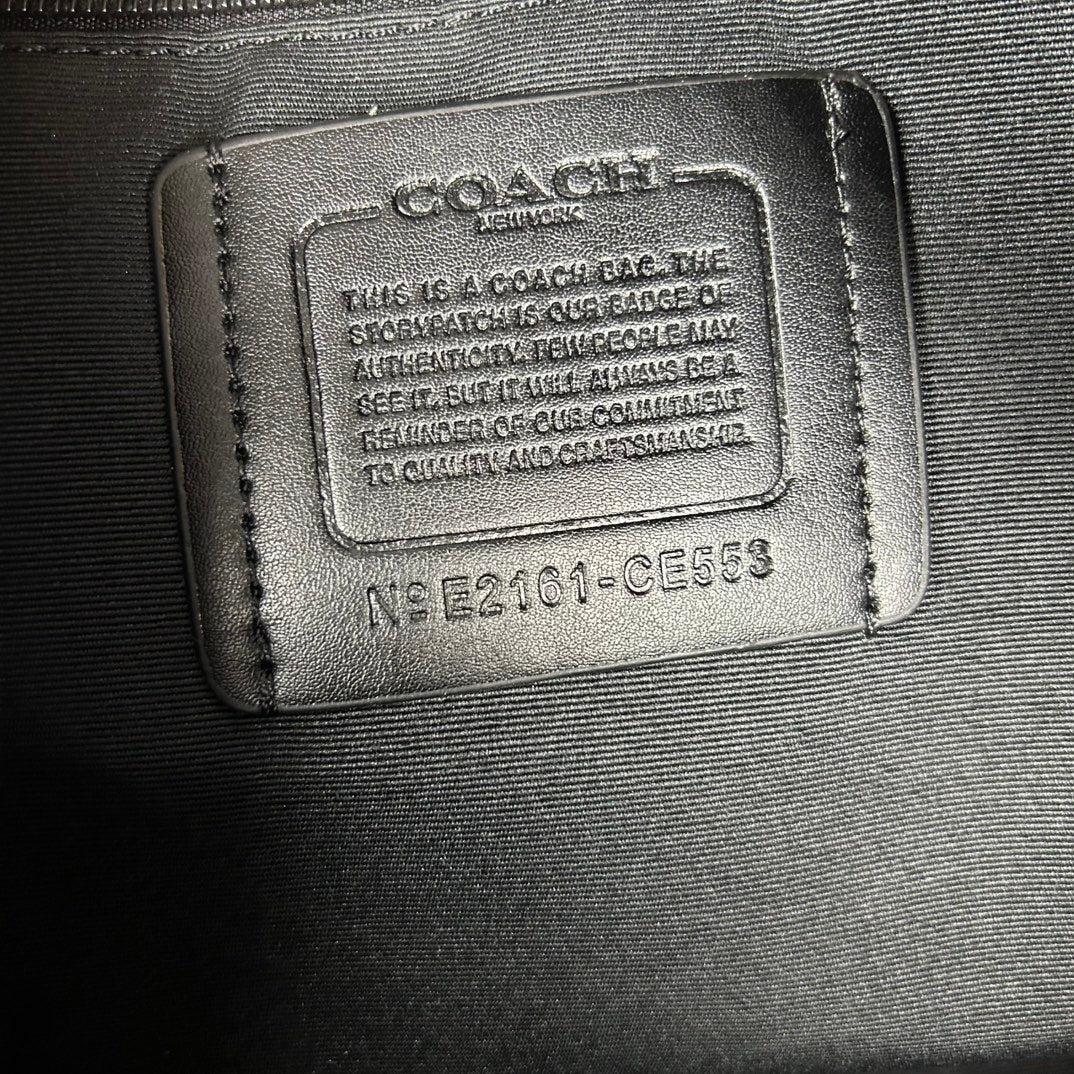 COACH
NEW YORK
THIS IS A COACH BAG. THE
STORYPATCH IS OUR BADGE OF
AUTHENTICITY. FEW PEOPLE MAY
SEE IT, BUT IT WILL ALWAYS BE A
REMINDER OF OUR COMMITMENT
TO QUALITY AND CRAFTSMANSHIP.
Nº E2161-CE553